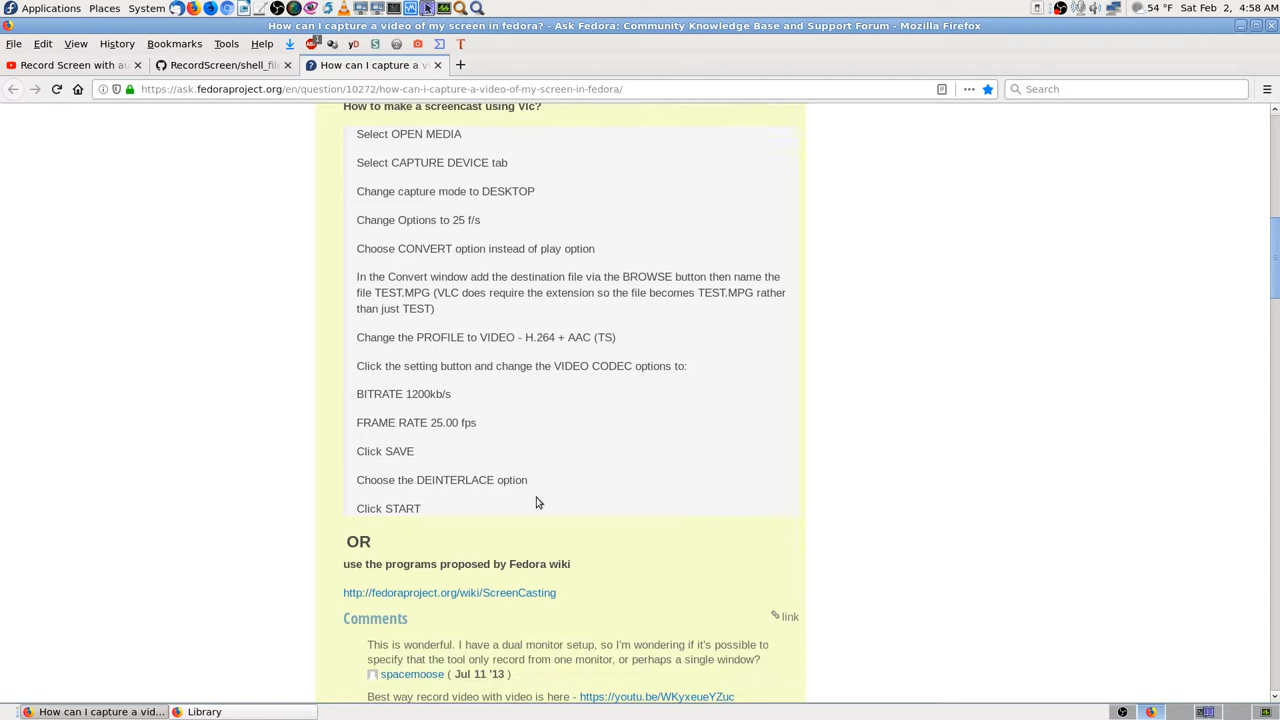 Applications Places System 54 °F Sat Feb 2, 4:58 AM
How can I capture a video of my screen in fedora? - Ask Fedora: Community Knowledge Base and Support Forum - Mozilla Firefox
File Edit View History Bookmarks Tools Help
Record Screen with au RecordScreen/shell_fil How can I capture a vi
https://ask.fedoraproject.org/en/question/10272/how-can-i-capture-a-video-of-my-screen-in-fedora/ Search
How to make a screencast using Vlc?
Select OPEN MEDIA
Select CAPTURE DEVICE tab
Change capture mode to DESKTOP
Change Options to 25 f/s
Choose CONVERT option instead of play option
In the Convert window add the destination file via the BROWSE button then name the
file TEST.MPG (VLC does require the extension so the file becomes TEST.MPG rather
than just TEST)
Change the PROFILE to VIDEO - H.264 + AAC (TS)
Click the setting button and change the VIDEO CODEC options to:
BITRATE 1200kb/s
FRAME RATE 25.00 fps
Click SAVE
Choose the DEINTERLACE option
Click START
OR
use the programs proposed by Fedora wiki
http://fedoraproject.org/wiki/ScreenCasting
Comments link
This is wonderful. I have a dual monitor setup, so I'm wondering if it's possible to
specify that the tool only record from one monitor, or perhaps a single window?
spacemoose ( Jul 11 '13 )
Best way record video with video is here - https://youtu.be/WKyxeueYZuc
How can I capture a vid... Library